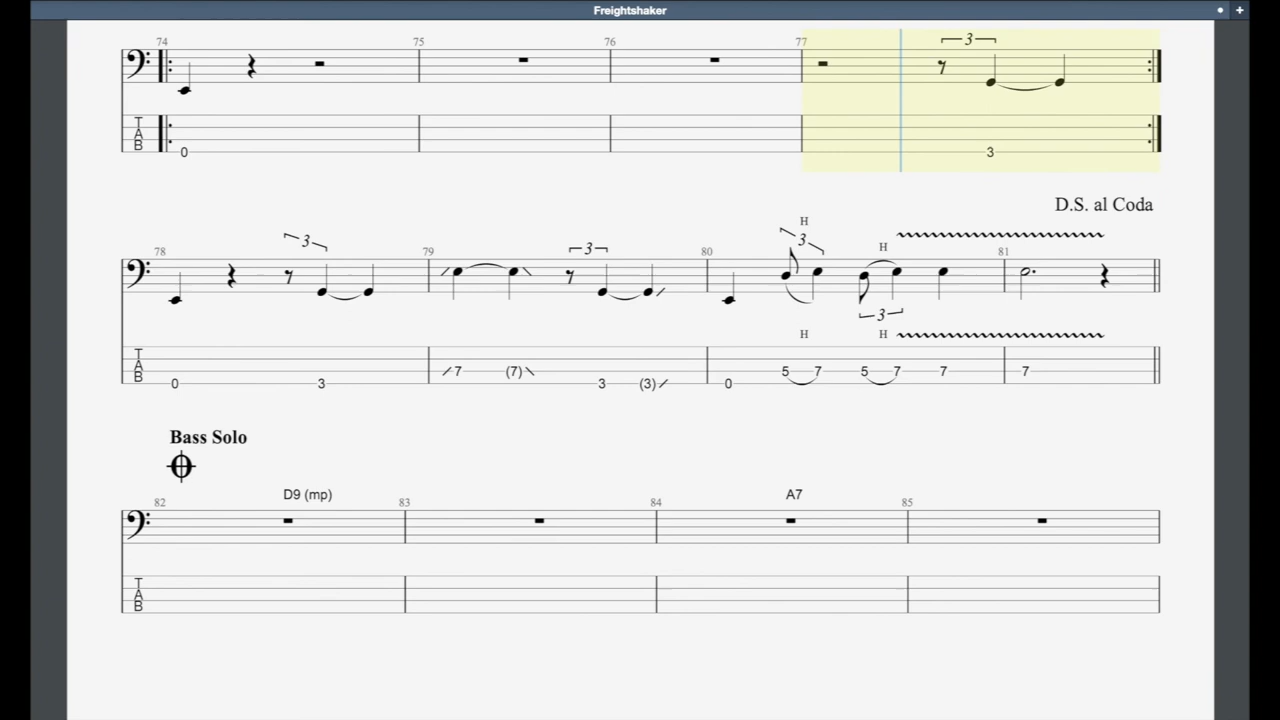 Freightshaker
74 75 76 77
3
T
A
B
0 3
D.S. al Coda
H
3 3 3 H
78 79 80 81
3
H H
T
A
B
0 3 7 (7) 3 (3) 0 5 7 5 7 7 7
Bass Solo
D9 (mp) A7
82 83 84 85
T
A
B